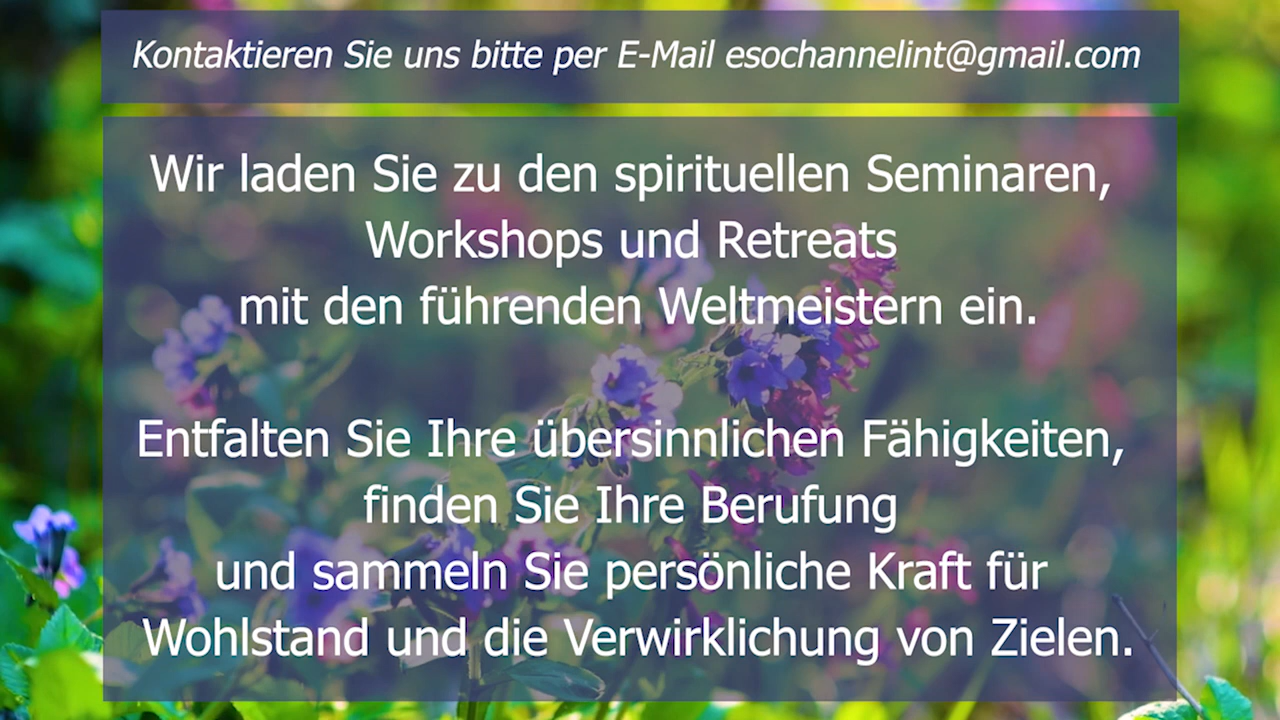 Kontaktieren Sie uns bitte per E-Mail esochannelint@gmail.com
Wir laden Sie zu den spirituellen Seminaren,
Workshops und Retreats
mit den führenden Weltmeistern ein.
Entfalten Sie Ihre übersinnlichen Fähigkeiten,
finden Sie Ihre Berufung
und sammeln Sie persönliche Kraft für
Wohlstand und die Verwirklichung von Zielen.